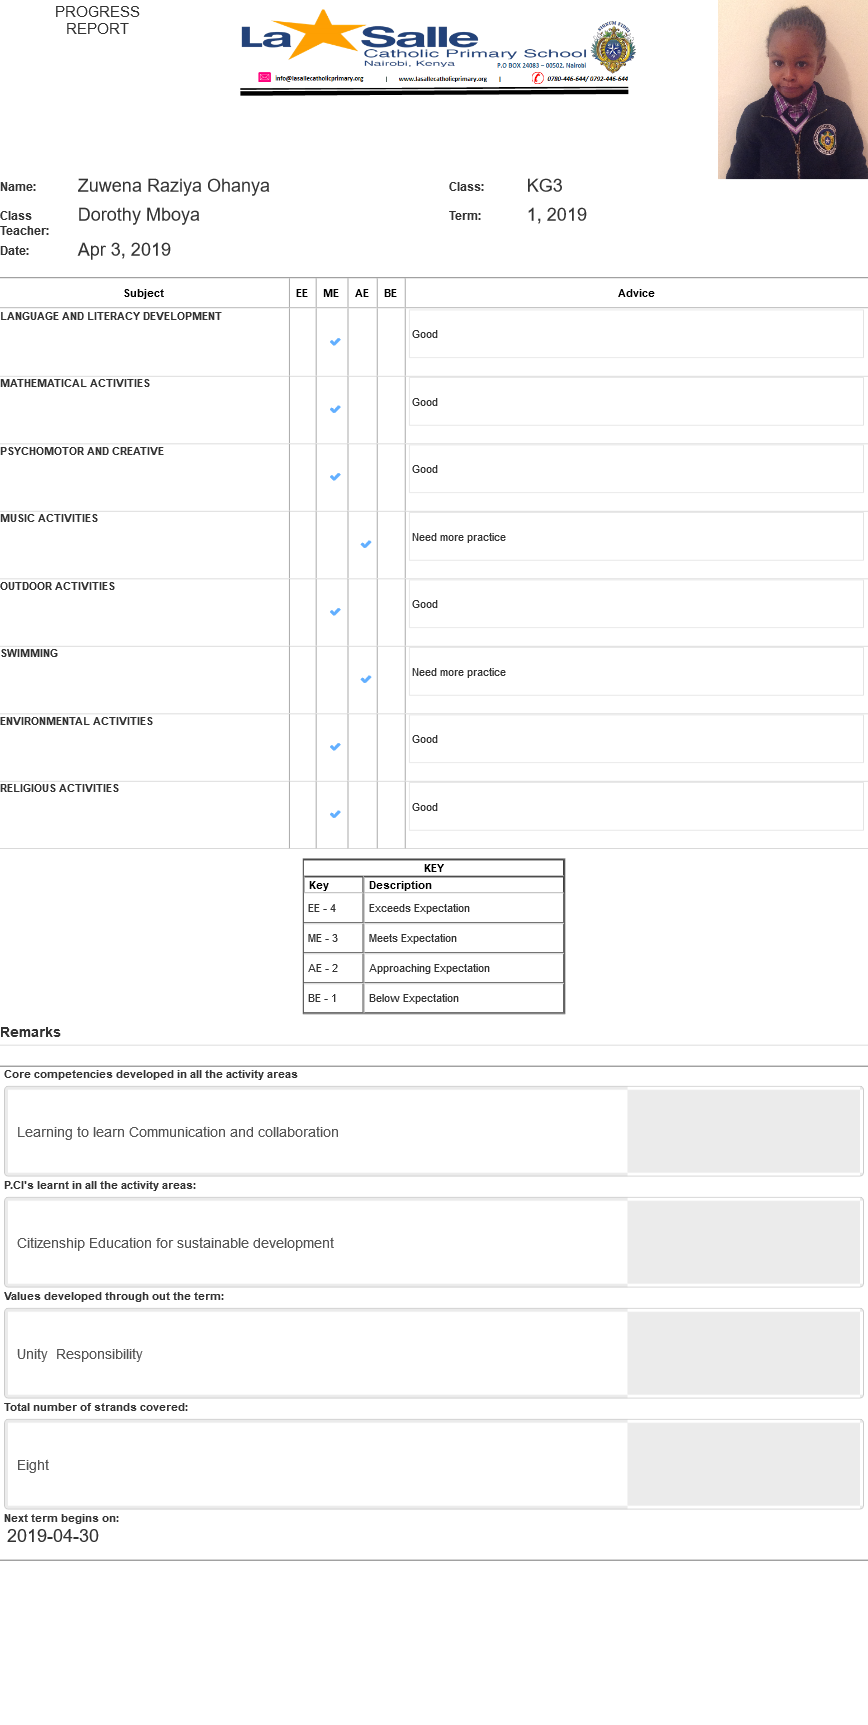 PROGRESS
REPORT
La Salle
Catholic Primary School
Nairobi, Kenya
P.O BOX 24083 – 00502, Nairobi
info@lasallecatholicprimary.org | www.lasallecatholicprimary.org | 0780-446-644/ 0792-446-644
Name: Zuwena Raziya Ohanya Class: KG3
Class Teacher: Dorothy Mboya Term: 1, 2019
Date: Apr 3, 2019
Subject EE ME AE BE Advice
LANGUAGE AND LITERACY DEVELOPMENT ✔ Good
MATHEMATICAL ACTIVITIES ✔ Good
PSYCHOMOTOR AND CREATIVE ✔ Good
MUSIC ACTIVITIES ✔ Need more practice
OUTDOOR ACTIVITIES ✔ Good
SWIMMING ✔ Need more practice
ENVIRONMENTAL ACTIVITIES ✔ Good
RELIGIOUS ACTIVITIES ✔ Good
KEY
Key Description
EE - 4 Exceeds Expectation
ME - 3 Meets Expectation
AE - 2 Approaching Expectation
BE - 1 Below Expectation
Remarks
Core competencies developed in all the activity areas
Learning to learn Communication and collaboration
P.CI's learnt in all the activity areas:
Citizenship Education for sustainable development
Values developed through out the term:
Unity  Responsibility
Total number of strands covered:
Eight
Next term begins on:
2019-04-30